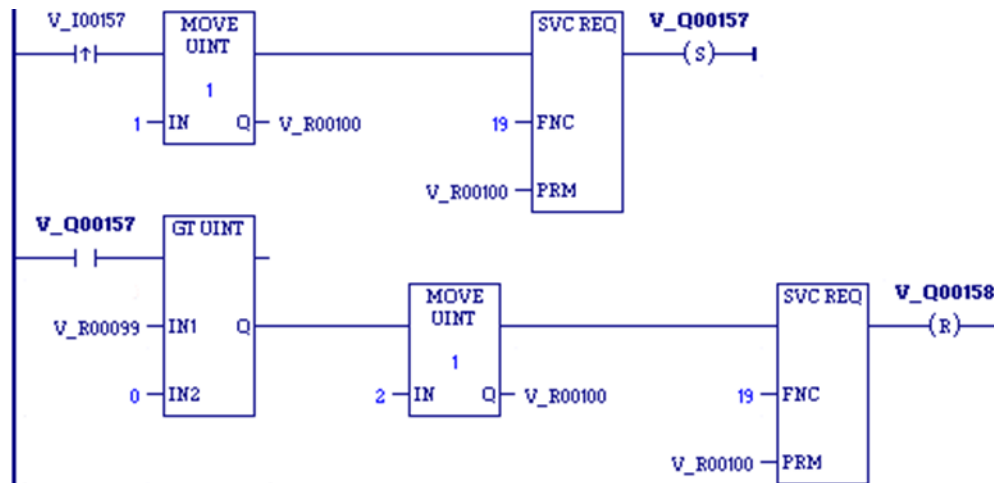 V_I00157
MOVE
UINT
1
1 IN Q V_R00100
SVC REQ
19 FNC
V_R00100 PRM
V_Q00157
(S)
V_Q00157
GT UINT
V_R00099 IN1 Q
0 IN2
MOVE
UINT
1
2 IN Q V_R00100
SVC REQ
19 FNC
V_R00100 PRM
V_Q00158
(R)